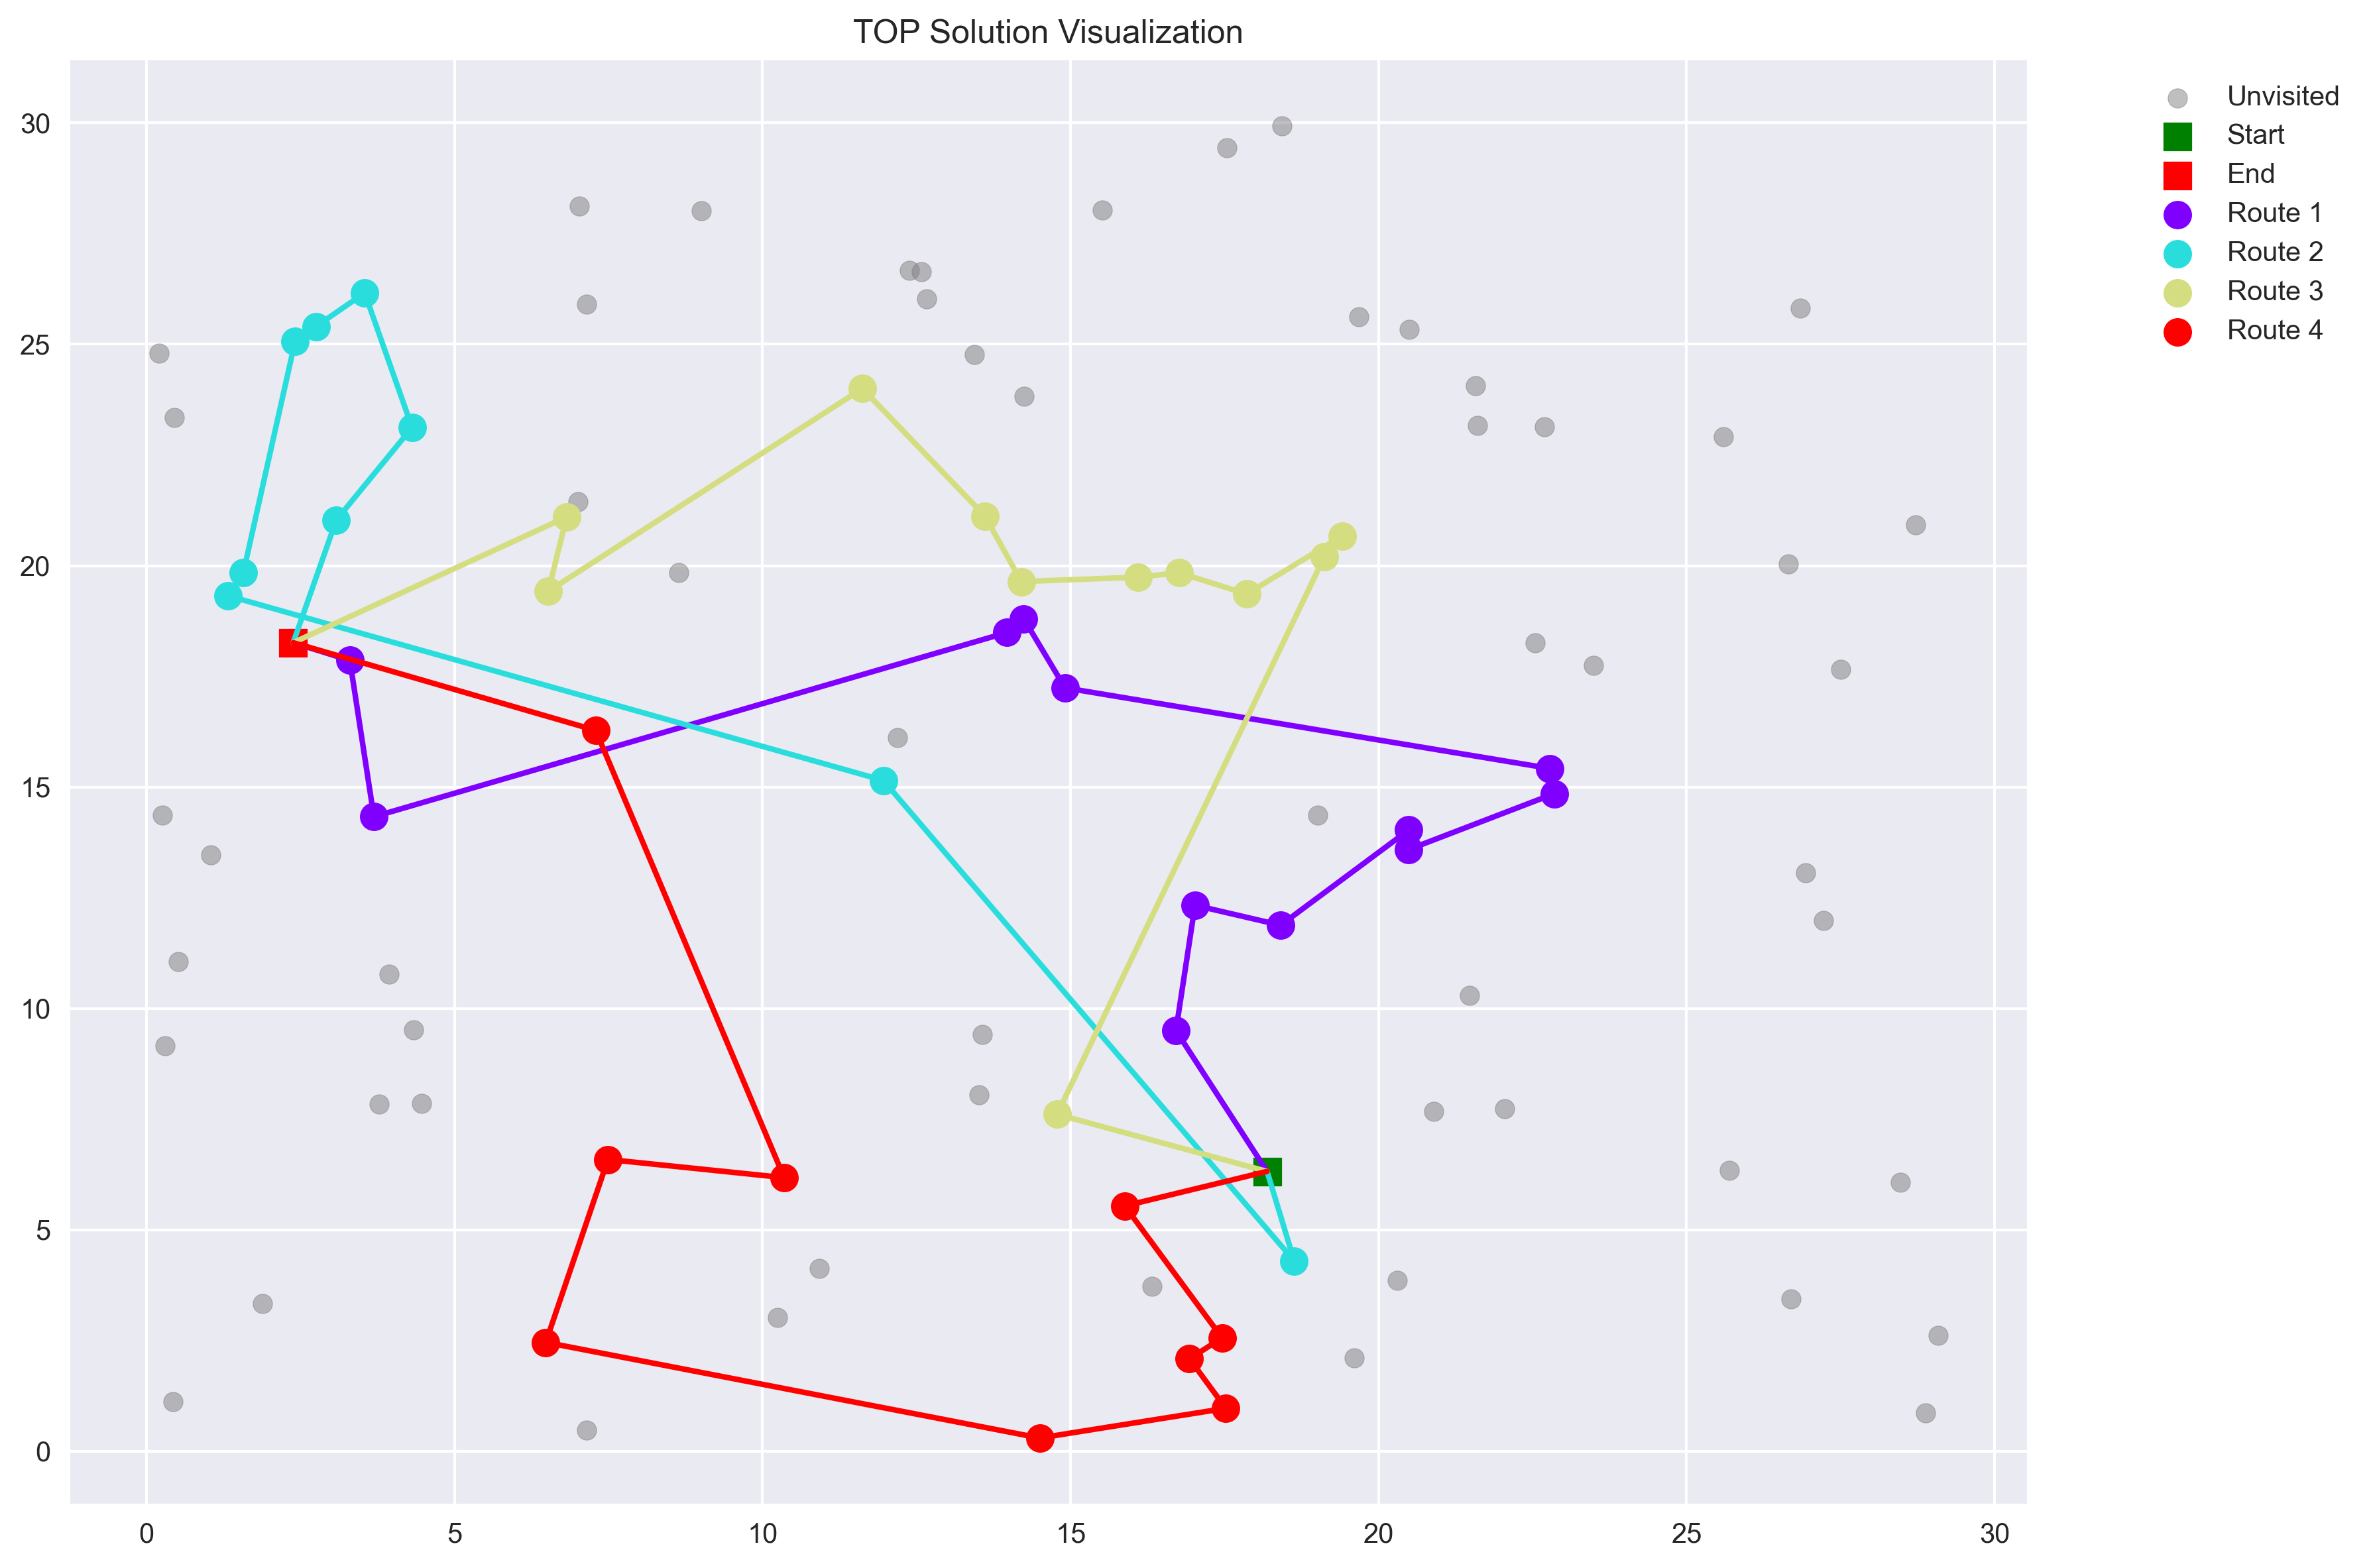 TOP Solution Visualization
Unvisited
Start
End
Route 1
Route 2
Route 3
Route 4
30
25
20
15
10
5
0
0 5 10 15 20 25 30